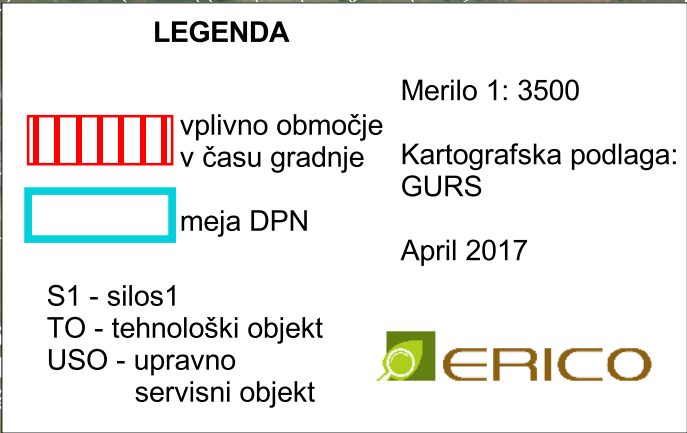 LEGENDA
vplivno območje
v času gradnje
meja DPN
S1 - silos1
TO - tehnološki objekt
USO - upravno
servisni objekt
Merilo 1: 3500
Kartografska podlaga:
GURS
April 2017
ERICO